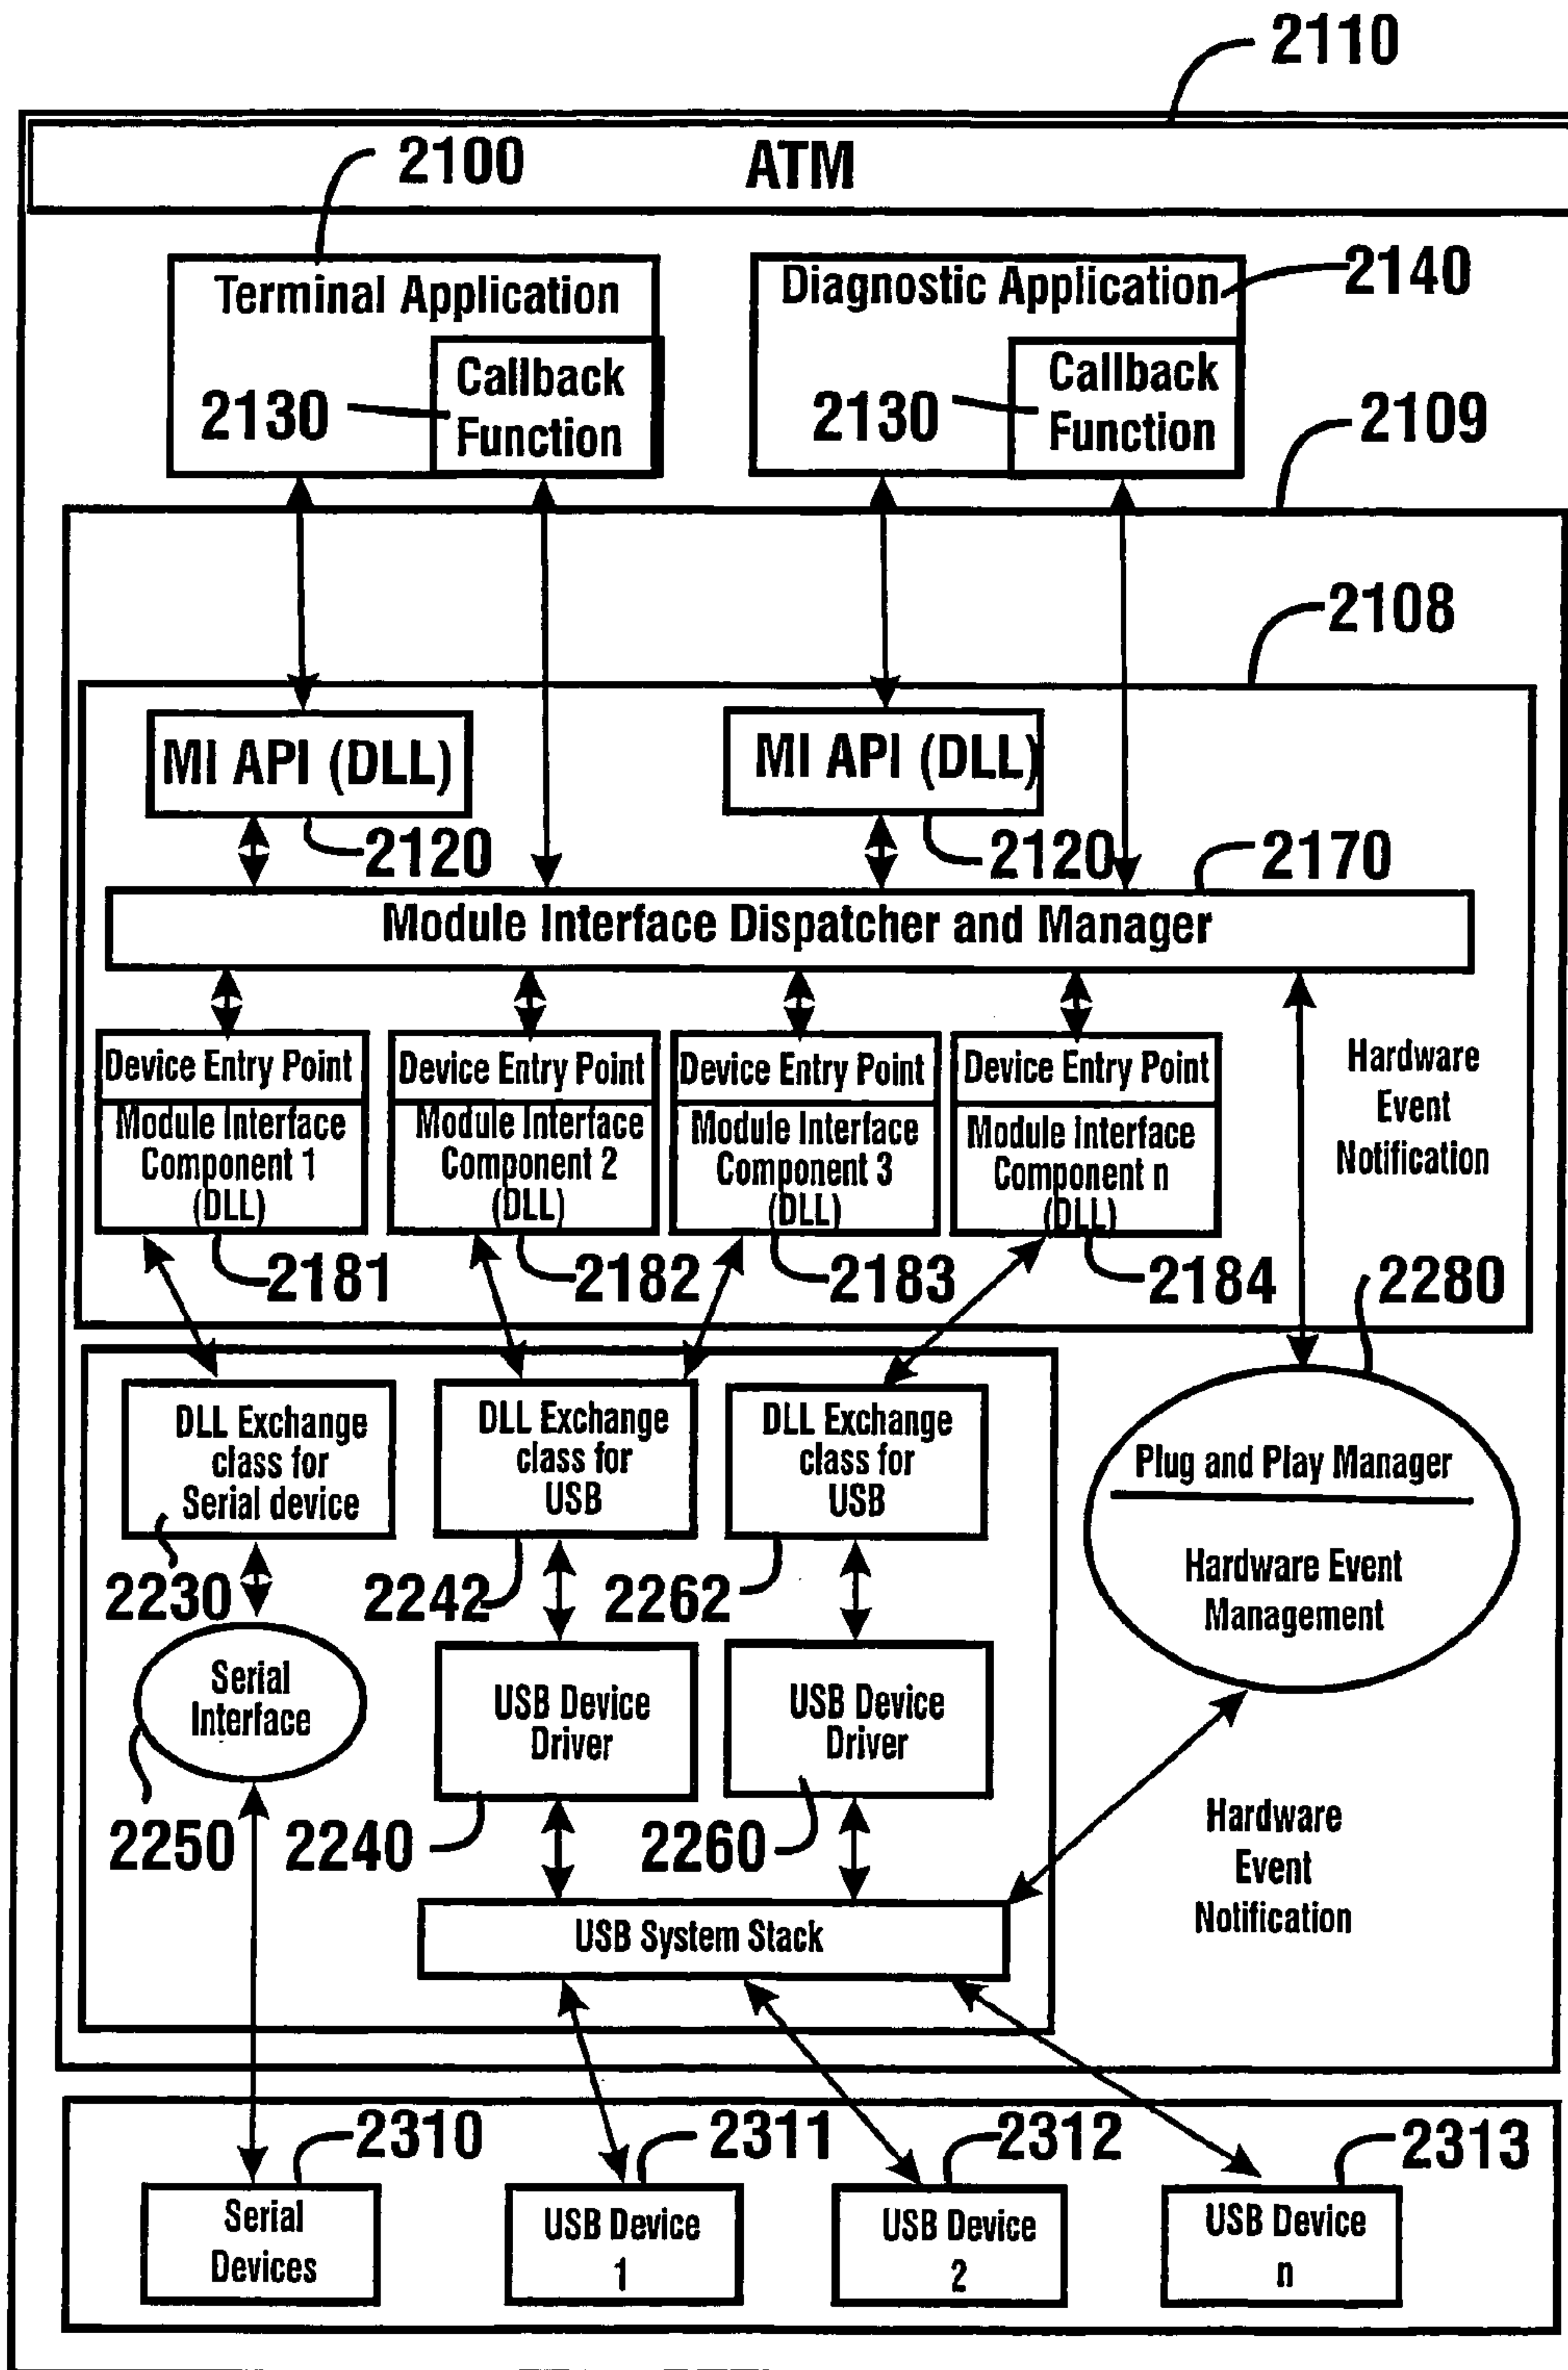 2110
ATM
2100
Terminal Application
2130
Callback
Function
Diagnostic Application
2140
2130
Callback
Function
2109
2108
MI API (DLL)
2120
MI API (DLL)
2120
2170
Module Interface Dispatcher and Manager
Device Entry Point
Module Interface
Component 1
(DLL)
2181
Device Entry Point
Module Interface
Component 2
(DLL)
2182
Device Entry Point
Module Interface
Component 3
(DLL)
2183
Device Entry Point
Module Interface
Component n
(DLL)
2184
Hardware
Event
Notification
2280
DLL Exchange
class for
Serial device
2230
DLL Exchange
class for
USB
2242
DLL Exchange
class for
USB
2262
Plug and Play Manager
Hardware Event
Management
Serial
Interface
2250
USB Device
Driver
2240
USB Device
Driver
2260
Hardware
Event
Notification
USB System Stack
2310
Serial
Devices
2311
USB Device
1
2312
USB Device
2
2313
USB Device
n